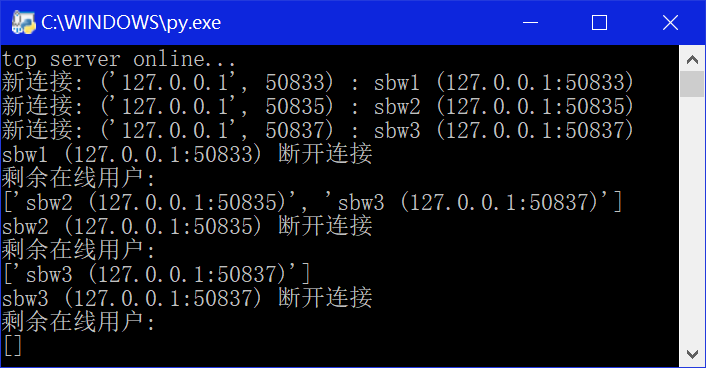 C:\WINDOWS\py.exe
tcp server online...
新连接: ('127.0.0.1', 50833) : sbw1 (127.0.0.1:50833)
新连接: ('127.0.0.1', 50835) : sbw2 (127.0.0.1:50835)
新连接: ('127.0.0.1', 50837) : sbw3 (127.0.0.1:50837)
sbw1 (127.0.0.1:50833) 断开连接
剩余在线用户:
['sbw2 (127.0.0.1:50835)', 'sbw3 (127.0.0.1:50837)']
sbw2 (127.0.0.1:50835) 断开连接
剩余在线用户:
['sbw3 (127.0.0.1:50837)']
sbw3 (127.0.0.1:50837) 断开连接
剩余在线用户:
[]